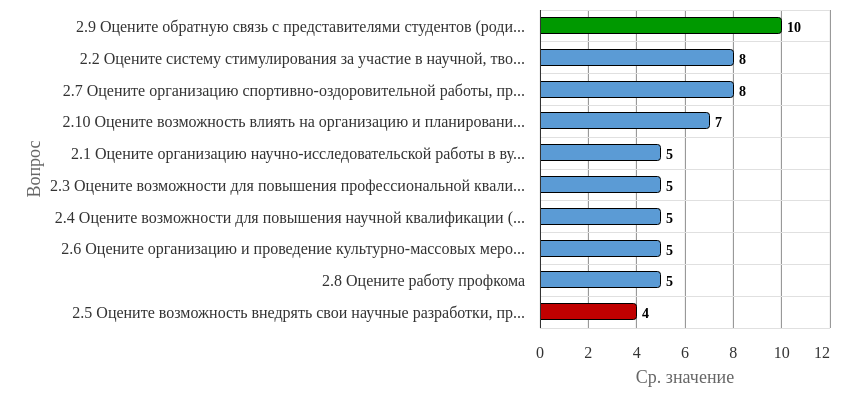 2.9 Оцените обратную связь с представителями студентов (роди... 10
2.2 Оцените систему стимулирования за участие в научной, тво... 8
2.7 Оцените организацию спортивно-оздоровительной работы, пр... 8
2.10 Оцените возможность влиять на организацию и планировани... 7
2.1 Оцените организацию научно-исследовательской работы в ву... 5
2.3 Оцените возможности для повышения профессиональной квали... 5
2.4 Оцените возможности для повышения научной квалификации (... 5
2.6 Оцените организацию и проведение культурно-массовых меро... 5
2.8 Оцените работу профкома 5
2.5 Оцените возможность внедрять свои научные разработки, пр... 4
Вопрос
0 2 4 6 8 10 12
Ср. значение